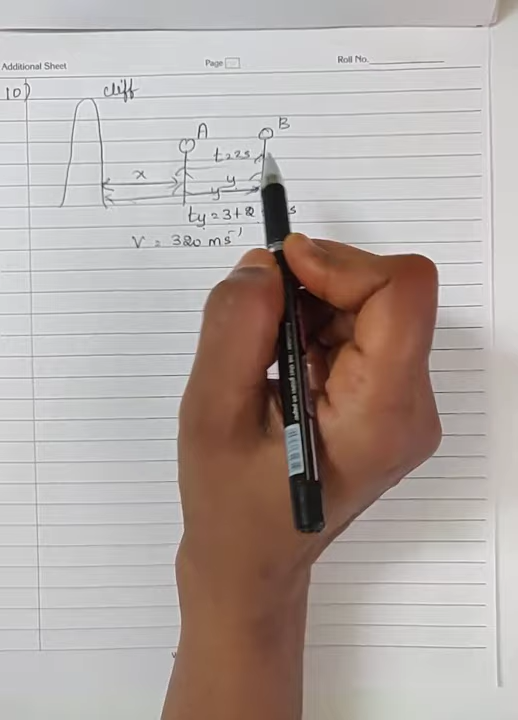 Additional Sheet Page Roll No.
10) cliff
A B
t=2s
x y
y
ty = 3+2 s
V = 320 ms⁻¹